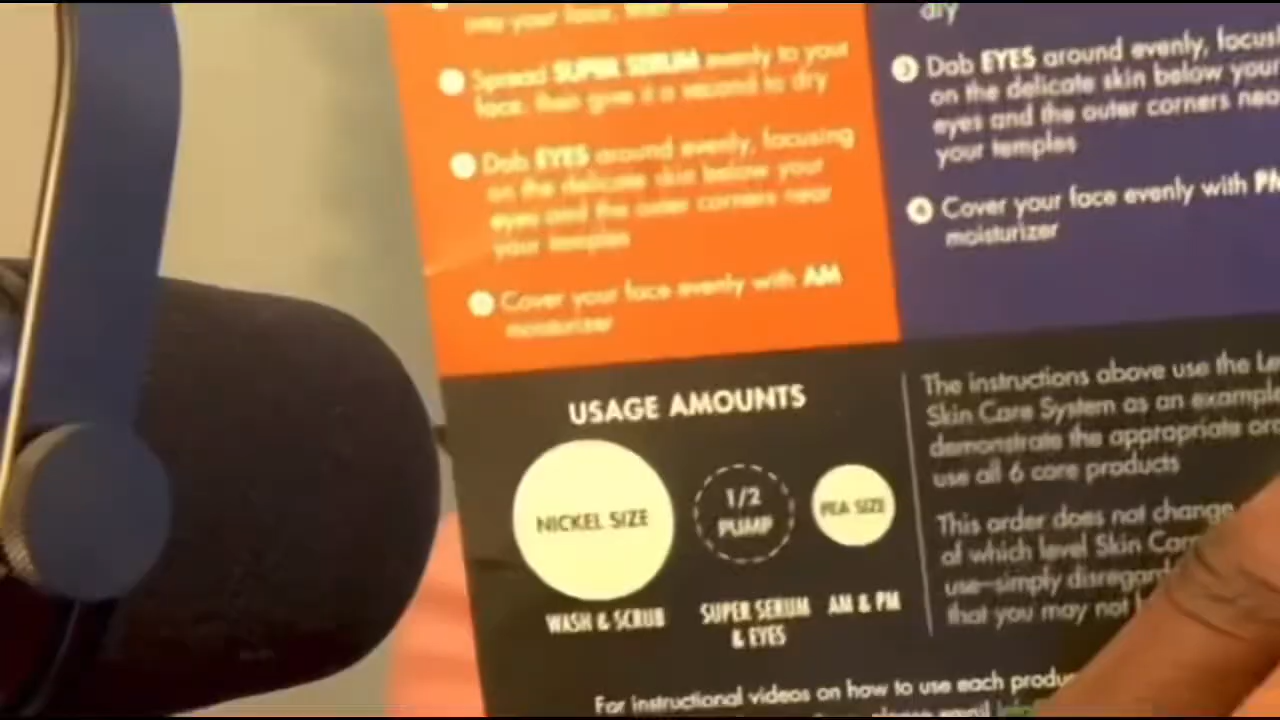 into your face,
Spread SUPER SERUM evenly to your
face. then give it a second to dry
Dab EYES around evenly, focusing
on the delicate skin below your
eyes and the outer corners near
your temples
Cover your face evenly with AM
moisturizer
dry
3 Dab EYES around evenly,
on the delicate skin below your
eyes and the outer corners
your temples
4 Cover your face evenly with
moisturizer
USAGE AMOUNTS
NICKEL SIZE
1/2
PUMP
PEA SIZE
WASH & SCRUB
SUPER SERUM
& EYES
AM & PM
The instructions above use the
Skin Care System as an example
demonstrate the appropriate
use all 6 core products
This order does not change
of which level Skin
use—simply disregard
that you may not
For instructional videos on how to use each
please email